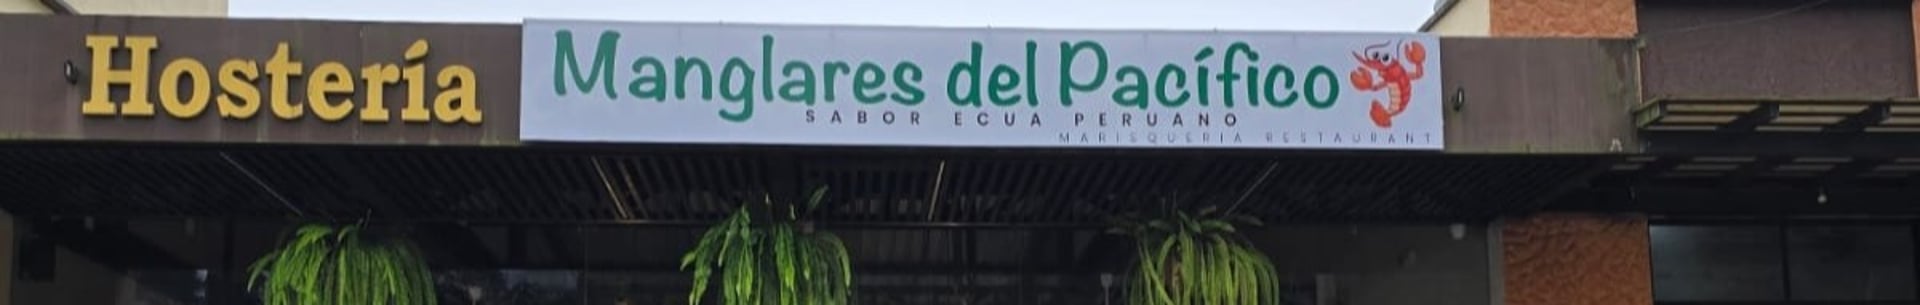 Hostería
Manglares del Pacífico
SABOR ECUA PERUANO
MARISQUERIA RESTAURANT